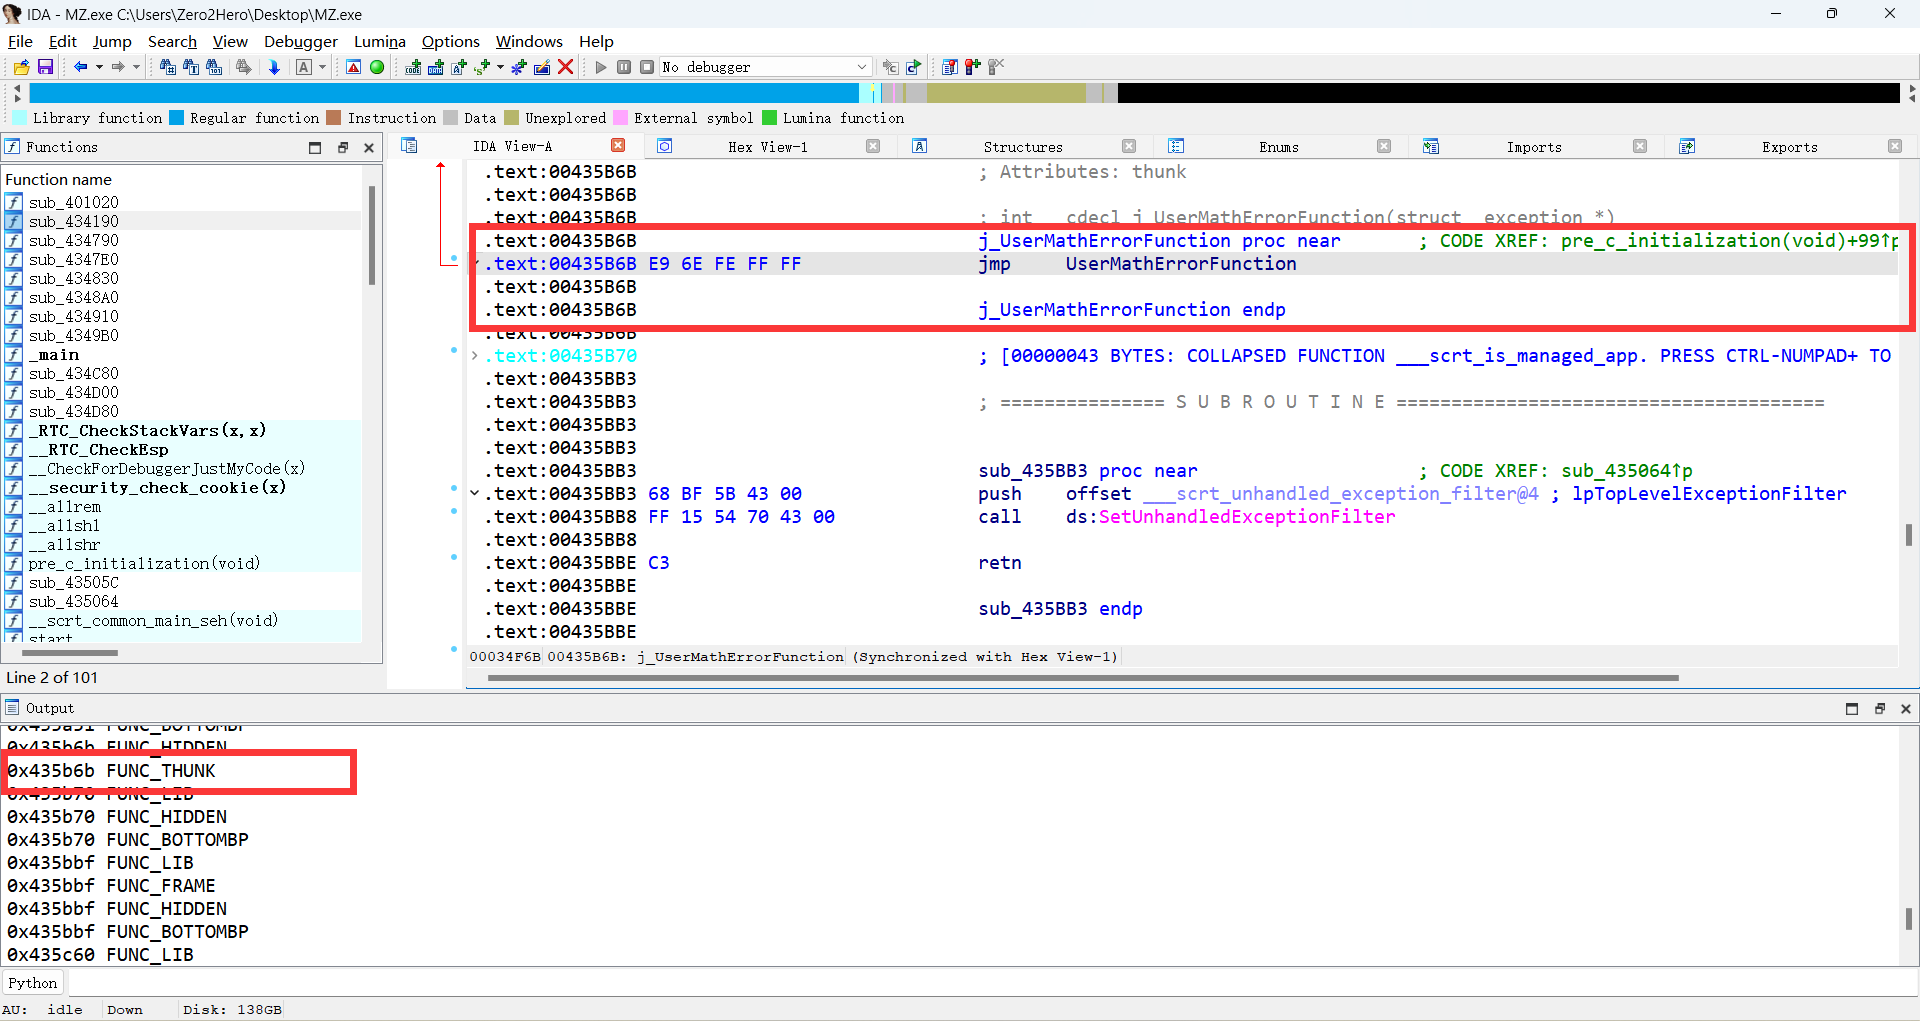 IDA - MZ.exe C:\Users\Zero2Hero\Desktop\MZ.exe
File Edit Jump Search View Debugger Lumina Options Windows Help
No debugger
Library function Regular function Instruction Data Unexplored External symbol Lumina function
Functions
Function name
sub_401020
sub_434190
sub_434790
sub_4347E0
sub_434830
sub_4348A0
sub_434910
sub_4349B0
_main
sub_434C80
sub_434D00
sub_434D80
_RTC_CheckStackVars(x,x)
__RTC_CheckEsp
__CheckForDebuggerJustMyCode(x)
__security_check_cookie(x)
__allrem
__allshl
__allshr
pre_c_initialization(void)
sub_43505C
sub_435064
__scrt_common_main_seh(void)
start
Line 2 of 101
IDA View-A Hex View-1 Structures Enums Imports Exports
.text:00435B6B ; Attributes: thunk
.text:00435B6B
.text:00435B6B ; int __cdecl j_UserMathErrorFunction(struct _exception *)
.text:00435B6B j_UserMathErrorFunction proc near ; CODE XREF: pre_c_initialization(void)+99↑p
.text:00435B6B E9 6E FE FF FF jmp UserMathErrorFunction
.text:00435B6B
.text:00435B6B j_UserMathErrorFunction endp
.text:00435B6B
.text:00435B70 ; [00000043 BYTES: COLLAPSED FUNCTION ___scrt_is_managed_app. PRESS CTRL-NUMPAD+ TO
.text:00435BB3
.text:00435BB3 ; =============== S U B R O U T I N E =======================================
.text:00435BB3
.text:00435BB3
.text:00435BB3 sub_435BB3 proc near ; CODE XREF: sub_435064↑p
.text:00435BB3 68 BF 5B 43 00 push offset ___scrt_unhandled_exception_filter@4 ; lpTopLevelExceptionFilter
.text:00435BB8 FF 15 54 70 43 00 call ds:SetUnhandledExceptionFilter
.text:00435BB8
.text:00435BBE C3 retn
.text:00435BBE
.text:00435BBE sub_435BB3 endp
.text:00435BBE
00034F6B 00435B6B: j_UserMathErrorFunction (Synchronized with Hex View-1)
Output
0x435a51 FUNC_BOTTOMBP
0x435b6b FUNC_HIDDEN
0x435b6b FUNC_THUNK
0x435b70 FUNC_LIB
0x435b70 FUNC_HIDDEN
0x435b70 FUNC_BOTTOMBP
0x435bbf FUNC_LIB
0x435bbf FUNC_FRAME
0x435bbf FUNC_HIDDEN
0x435bbf FUNC_BOTTOMBP
0x435c60 FUNC_LIB
Python
AU: idle Down Disk: 138GB